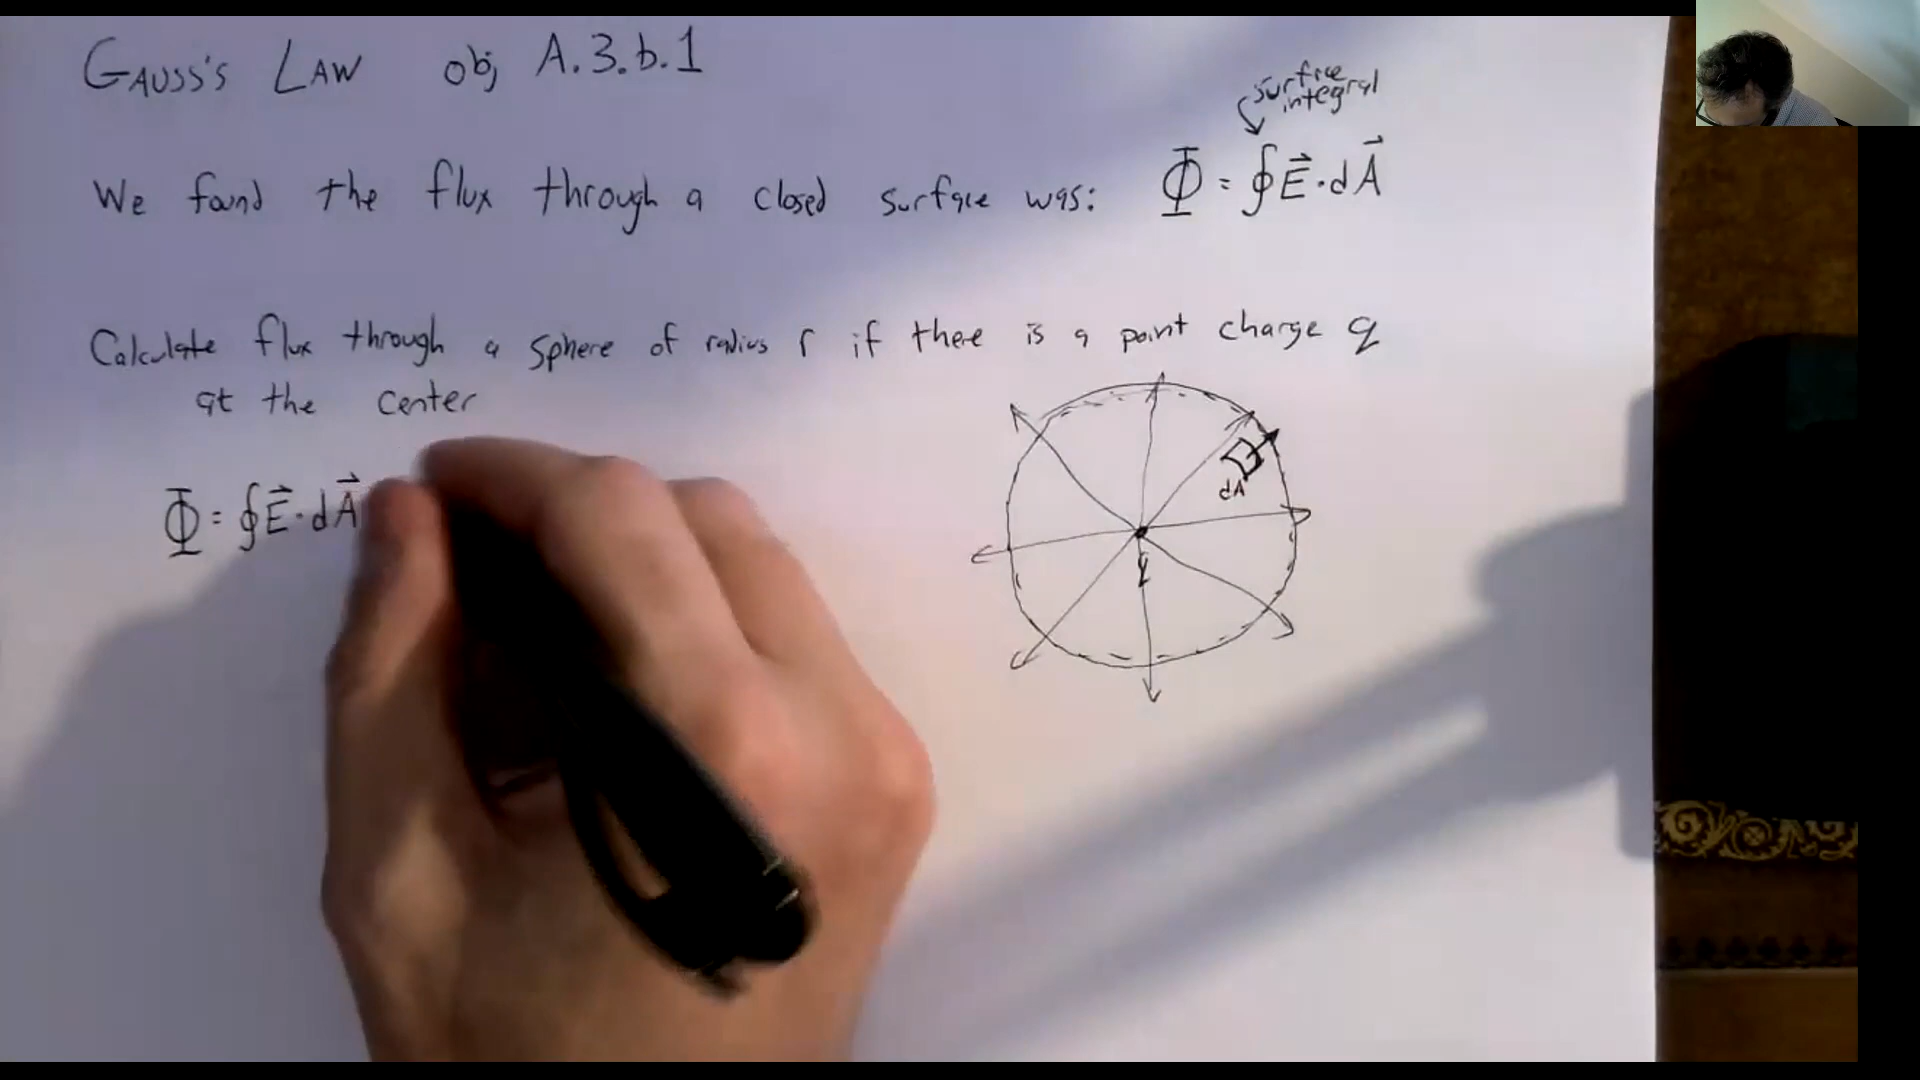 GAUSS'S LAW obj A.3.b.1
surface integral
We found the flux through a closed surface was: Φ = ∮E⃗·dA⃗
Calculate flux through a sphere of radius r if there is a point charge q
at the center
Φ = ∮E⃗·dA⃗
dA
q